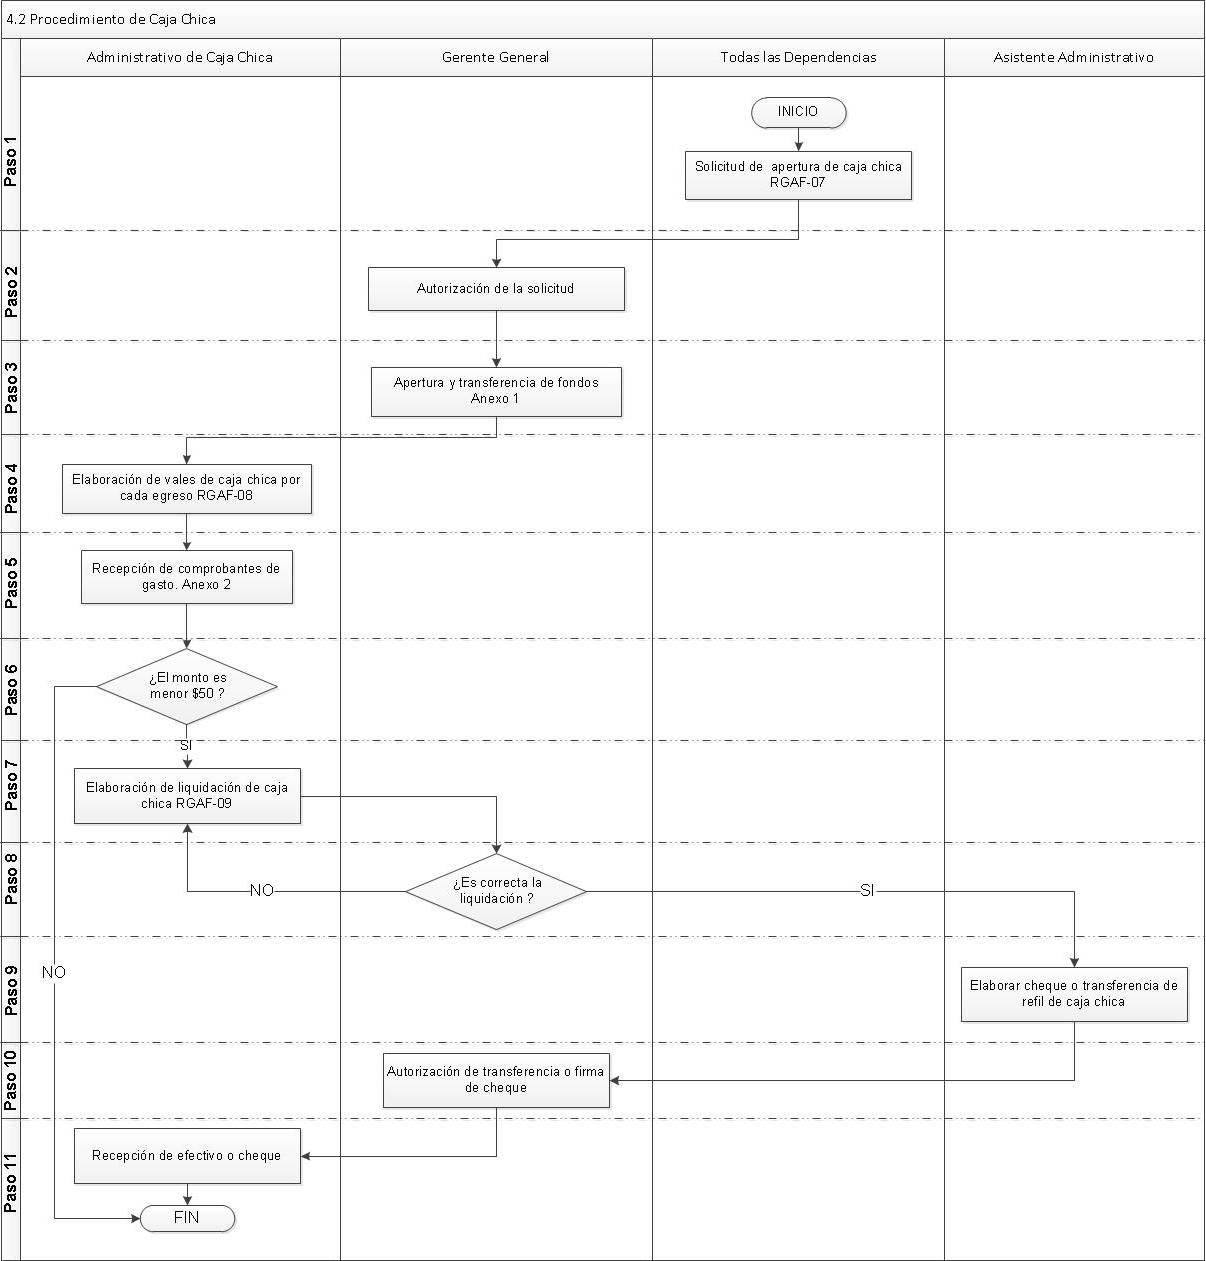 4.2 Procedimiento de Caja Chica
Administrativo de Caja Chica
Gerente General
Todas las Dependencias
Asistente Administrativo
Paso 1
INICIO
Solicitud de apertura de caja chica
RGAF-07
Paso 2
Autorización de la solicitud
Paso 3
Apertura y transferencia de fondos
Anexo 1
Paso 4
Elaboración de vales de caja chica por
cada egreso RGAF-08
Paso 5
Recepción de comprobantes de
gasto. Anexo 2
Paso 6
¿El monto es
menor $50 ?
SI
Paso 7
Elaboración de liquidación de caja
chica RGAF-09
Paso 8
NO
¿Es correcta la
liquidación ?
SI
Paso 9
NO
Elaborar cheque o transferencia de
refil de caja chica
Paso 10
Autorización de transferencia o firma
de cheque
Paso 11
Recepción de efectivo o cheque
FIN